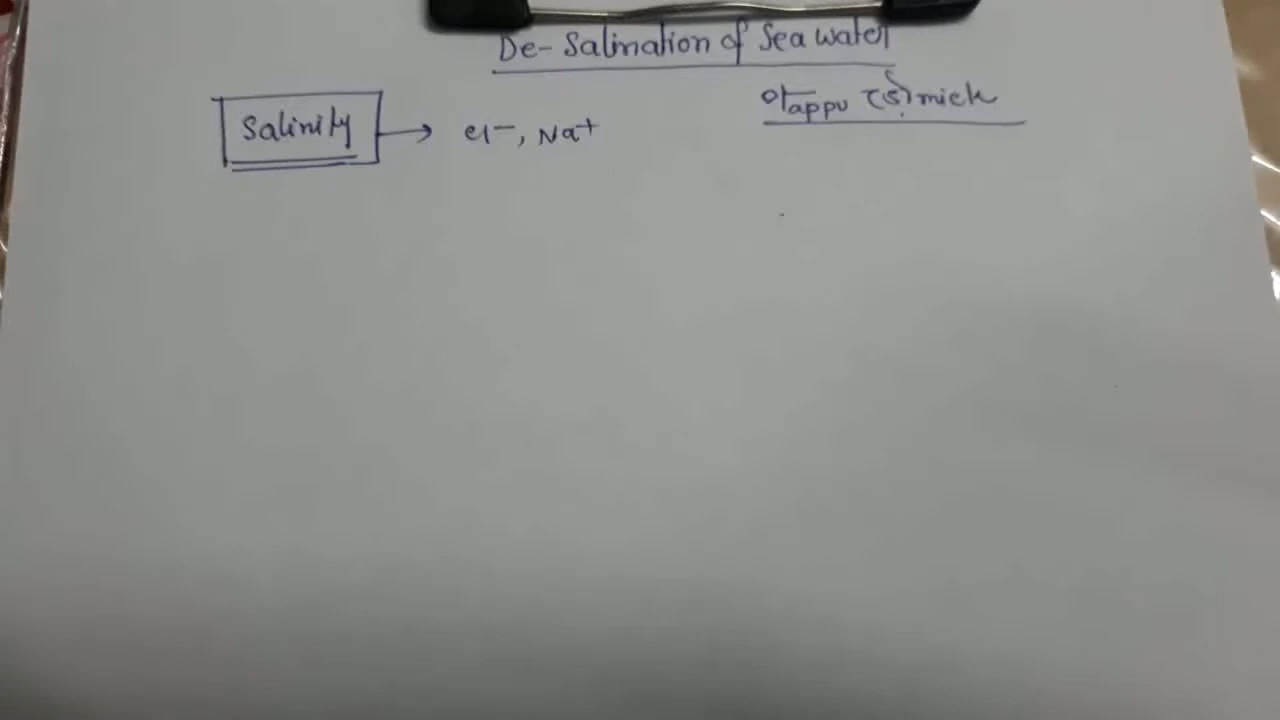 De-Salination of Sea water
Salinity → Cl⁻, Na⁺